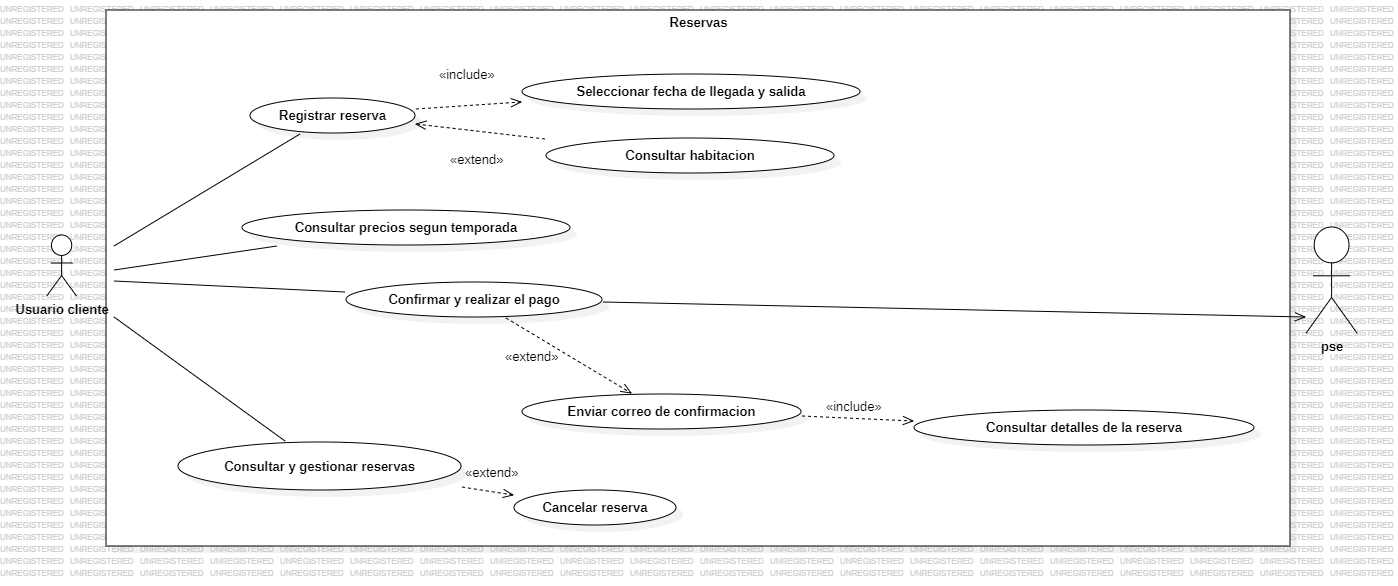 Reservas
«include»
Seleccionar fecha de llegada y salida
Registrar reserva
Consultar habitacion
«extend»
Consultar precios segun temporada
Usuario cliente
Confirmar y realizar el pago
pse
«extend»
Enviar correo de confirmacion
«include»
Consultar detalles de la reserva
Consultar y gestionar reservas
«extend»
Cancelar reserva
UNREGISTERED